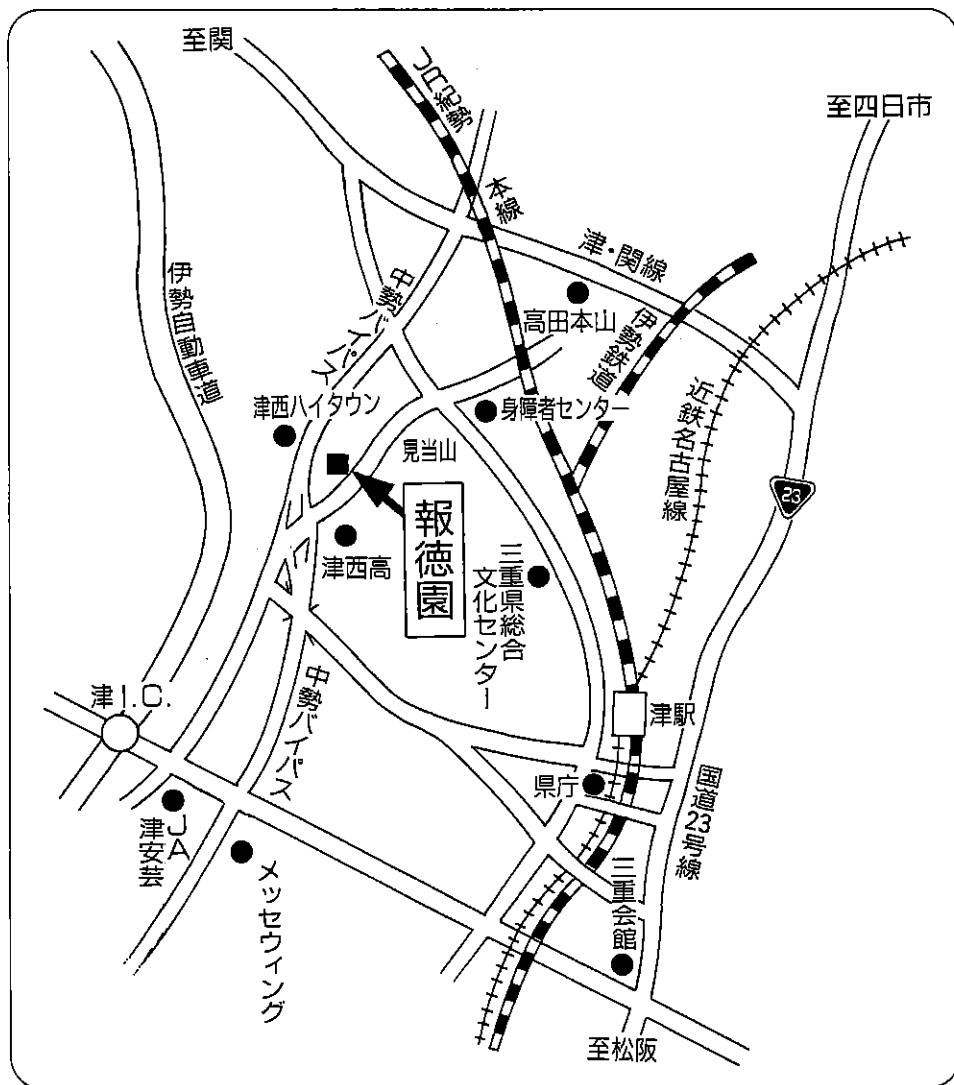 至関
JR紀勢
本線
至四日市
津・関線
伊勢自動車道
中勢バイパス
高田本山
伊勢鉄道
近鉄名古屋線
津西ハイタウン
身障者センター
見当山
23
報徳園
津西高
三重県総合
文化センター
津I.C.
中勢バイパス
津駅
県庁
国道23号線
JA
津安芸
メッセウィング
三重会館
至松阪